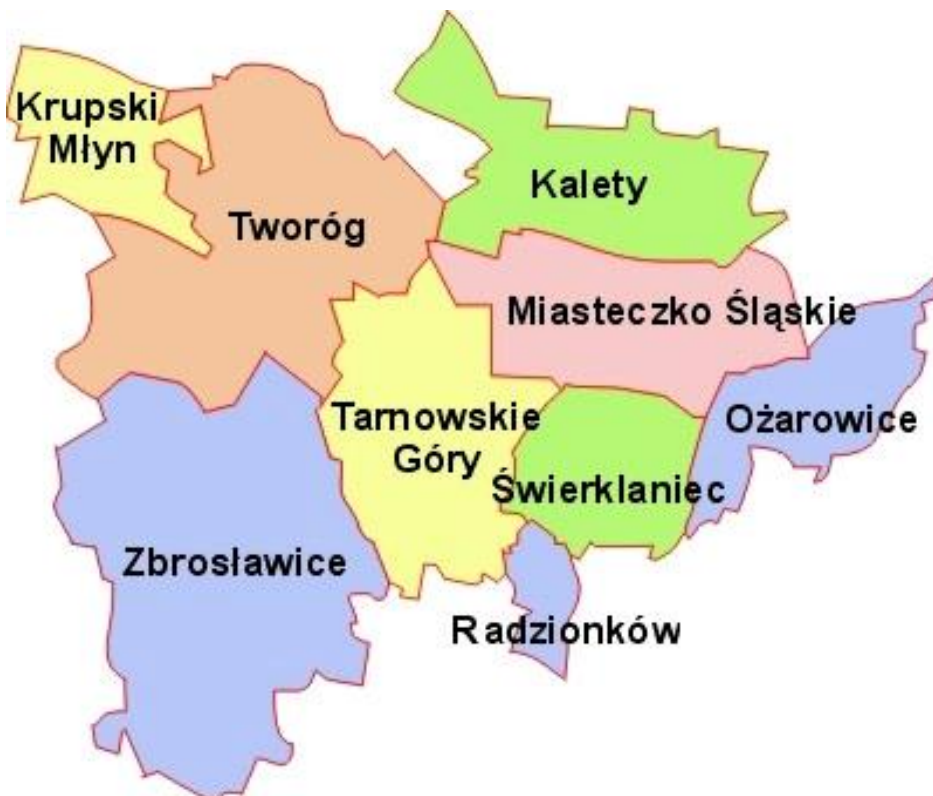 Krupski
Młyn
Kalety
Tworóg
Miasteczko Śląskie
Ożarowice
Tarnowskie
Góry
Świerklaniec
Zbrosławice
Radzionków